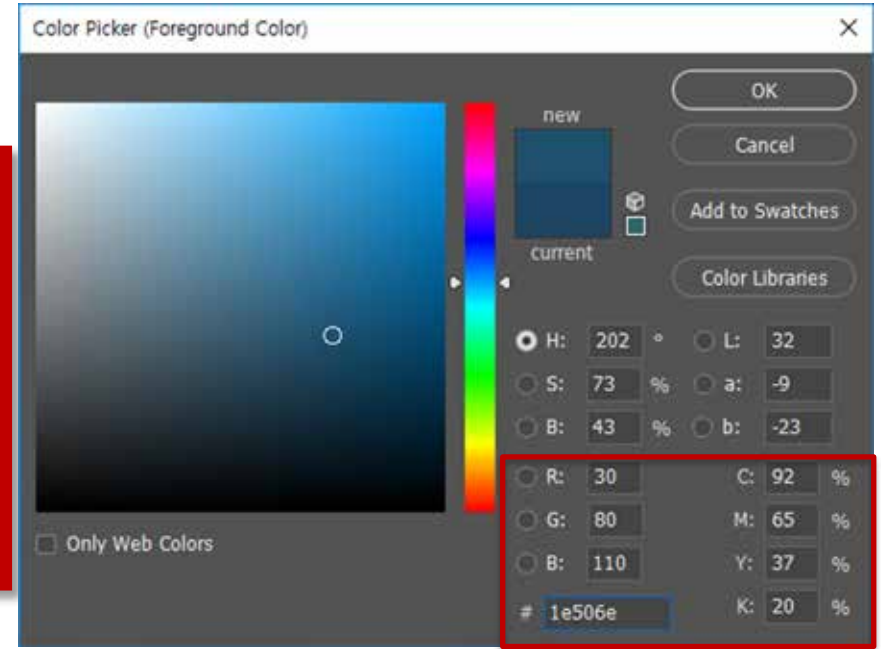 Color Picker (Foreground Color)
OK
new
Cancel
Add to Swatches
current
Color Libraries
H: 202 ° L: 32
S: 73 % a: -9
B: 43 % b: -23
R: 30 C: 92 %
G: 80 M: 65 %
Only Web Colors
B: 110 Y: 37 %
# 1e506e K: 20 %